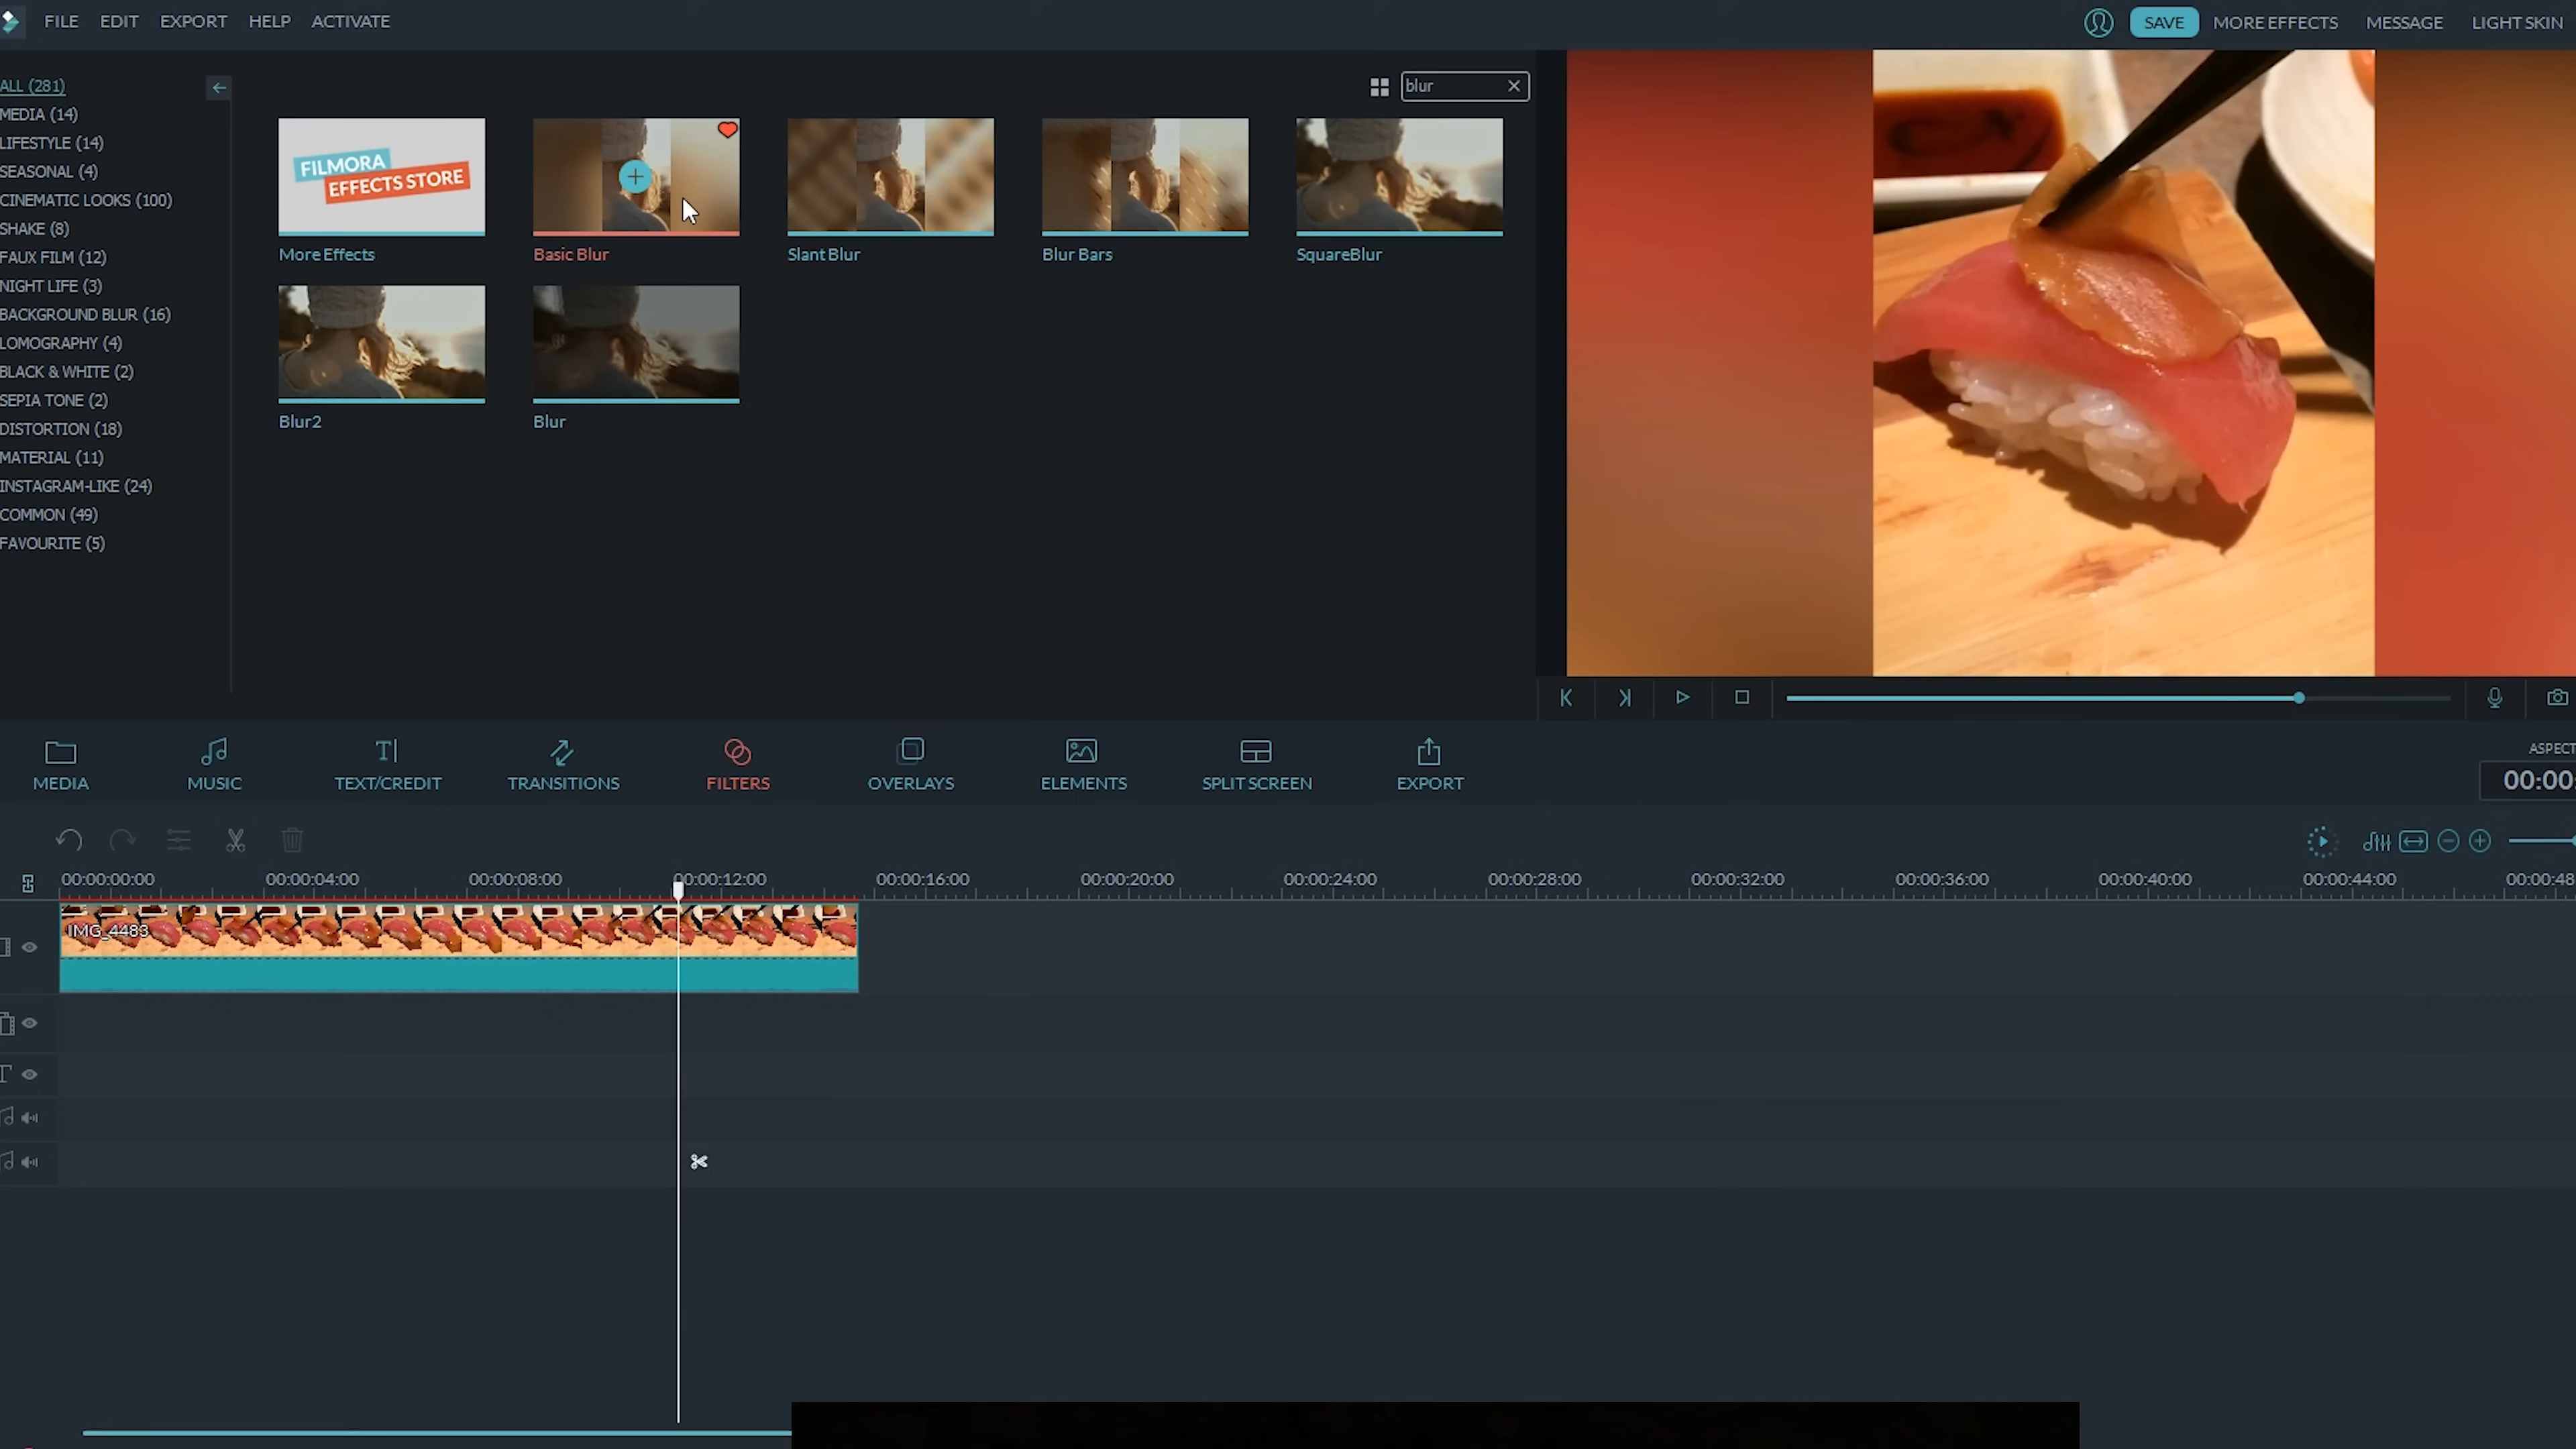 FILE EDIT EXPORT HELP ACTIVATE
SAVE MORE EFFECTS MESSAGE LIGHT SKIN
ALL (281)
MEDIA (14)
LIFESTYLE (14)
SEASONAL (4)
CINEMATIC LOOKS (100)
SHAKE (8)
FAUX FILM (12)
NIGHT LIFE (3)
BACKGROUND BLUR (16)
LOMOGRAPHY (4)
BLACK & WHITE (2)
SEPIA TONE (2)
DISTORTION (18)
MATERIAL (11)
INSTAGRAM-LIKE (24)
COMMON (49)
FAVOURITE (5)
blur
FILMORA
EFFECTS STORE
More Effects Basic Blur Slant Blur Blur Bars SquareBlur
Blur2 Blur
MEDIA MUSIC TEXT/CREDIT TRANSITIONS FILTERS OVERLAYS ELEMENTS SPLIT SCREEN EXPORT
ASPECT
00:00
00:00:00:00 00:00:04:00 00:00:08:00 00:00:12:00 00:00:16:00 00:00:20:00 00:00:24:00 00:00:28:00 00:00:32:00 00:00:36:00 00:00:40:00 00:00:44:00 00:00:48
IMG_4483